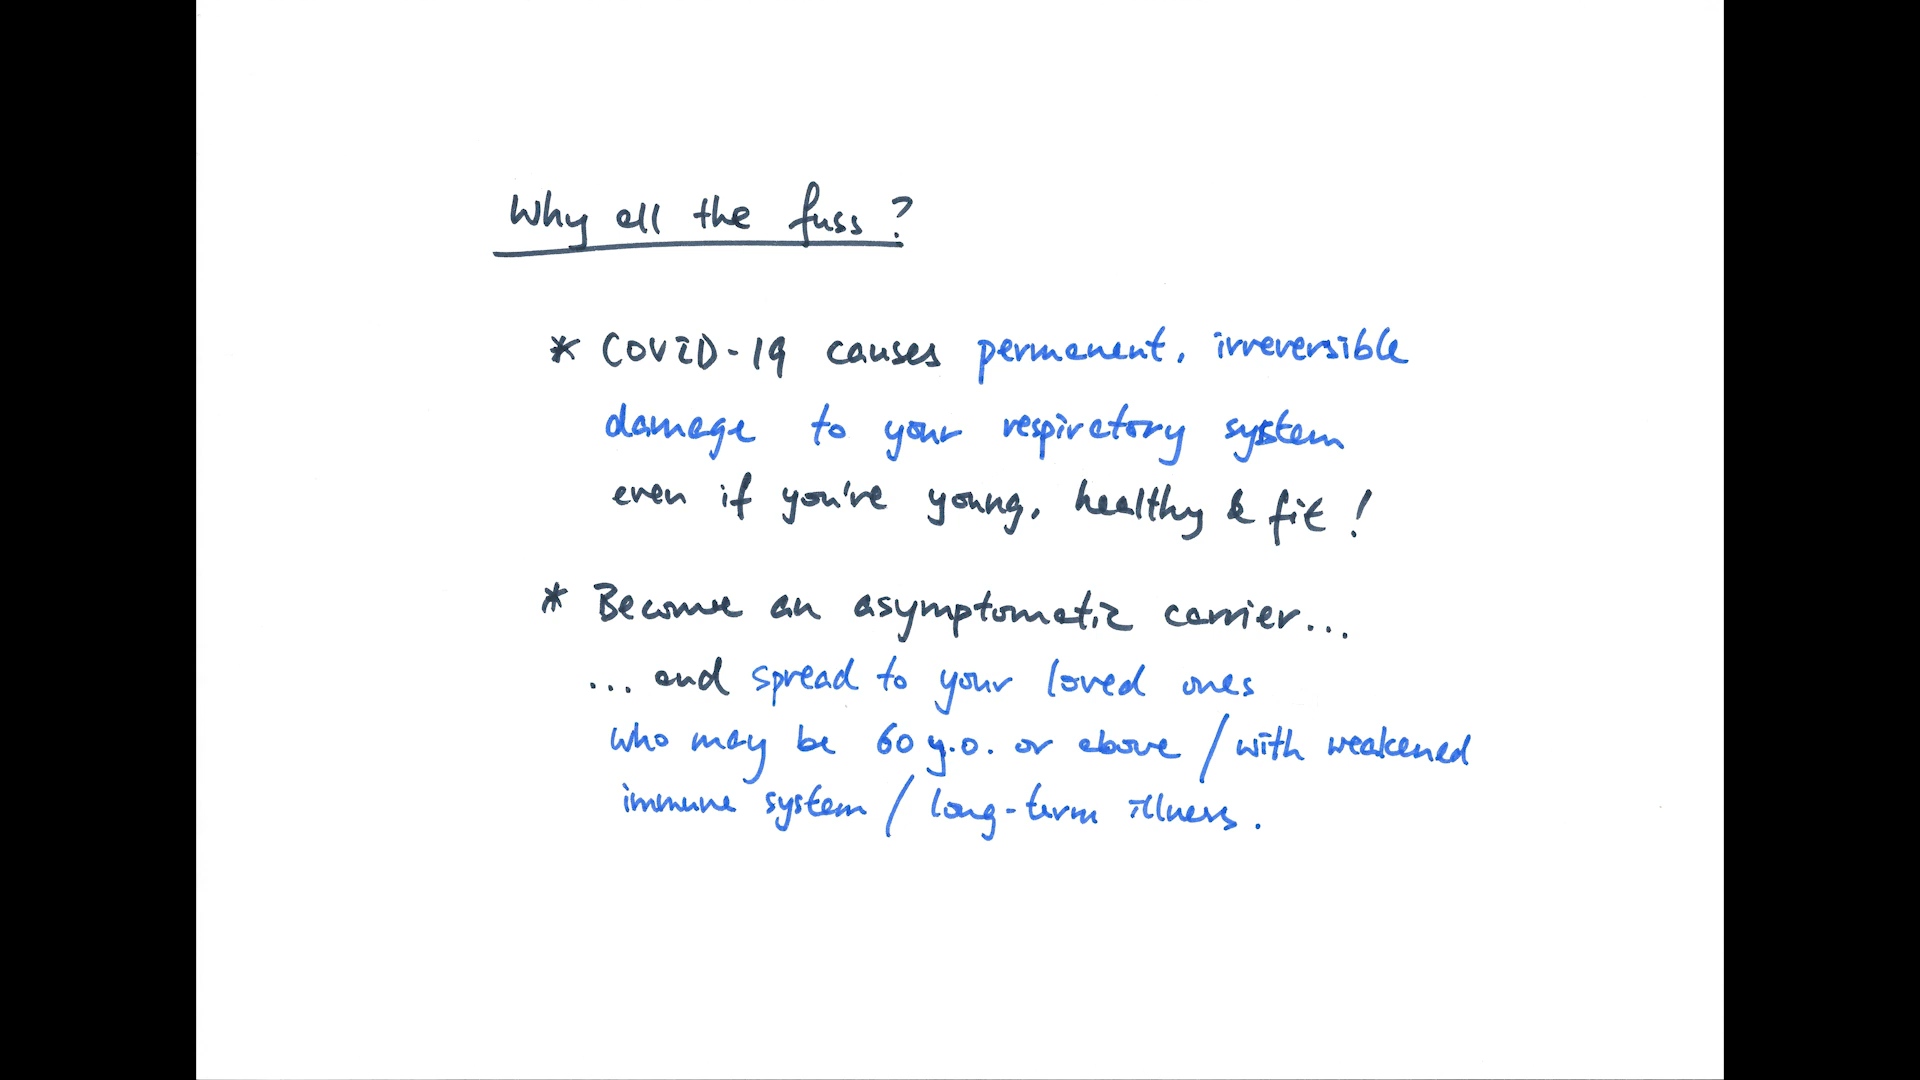 Why all the fuss?
* COVID-19 causes permanent, irreversible
damage to your respiratory system
even if you're young, healthy & fit!
* Become an asymptomatic carrier...
... and spread to your loved ones
who may be 60 y.o. or above / with weakened
immune system / long-term illness.